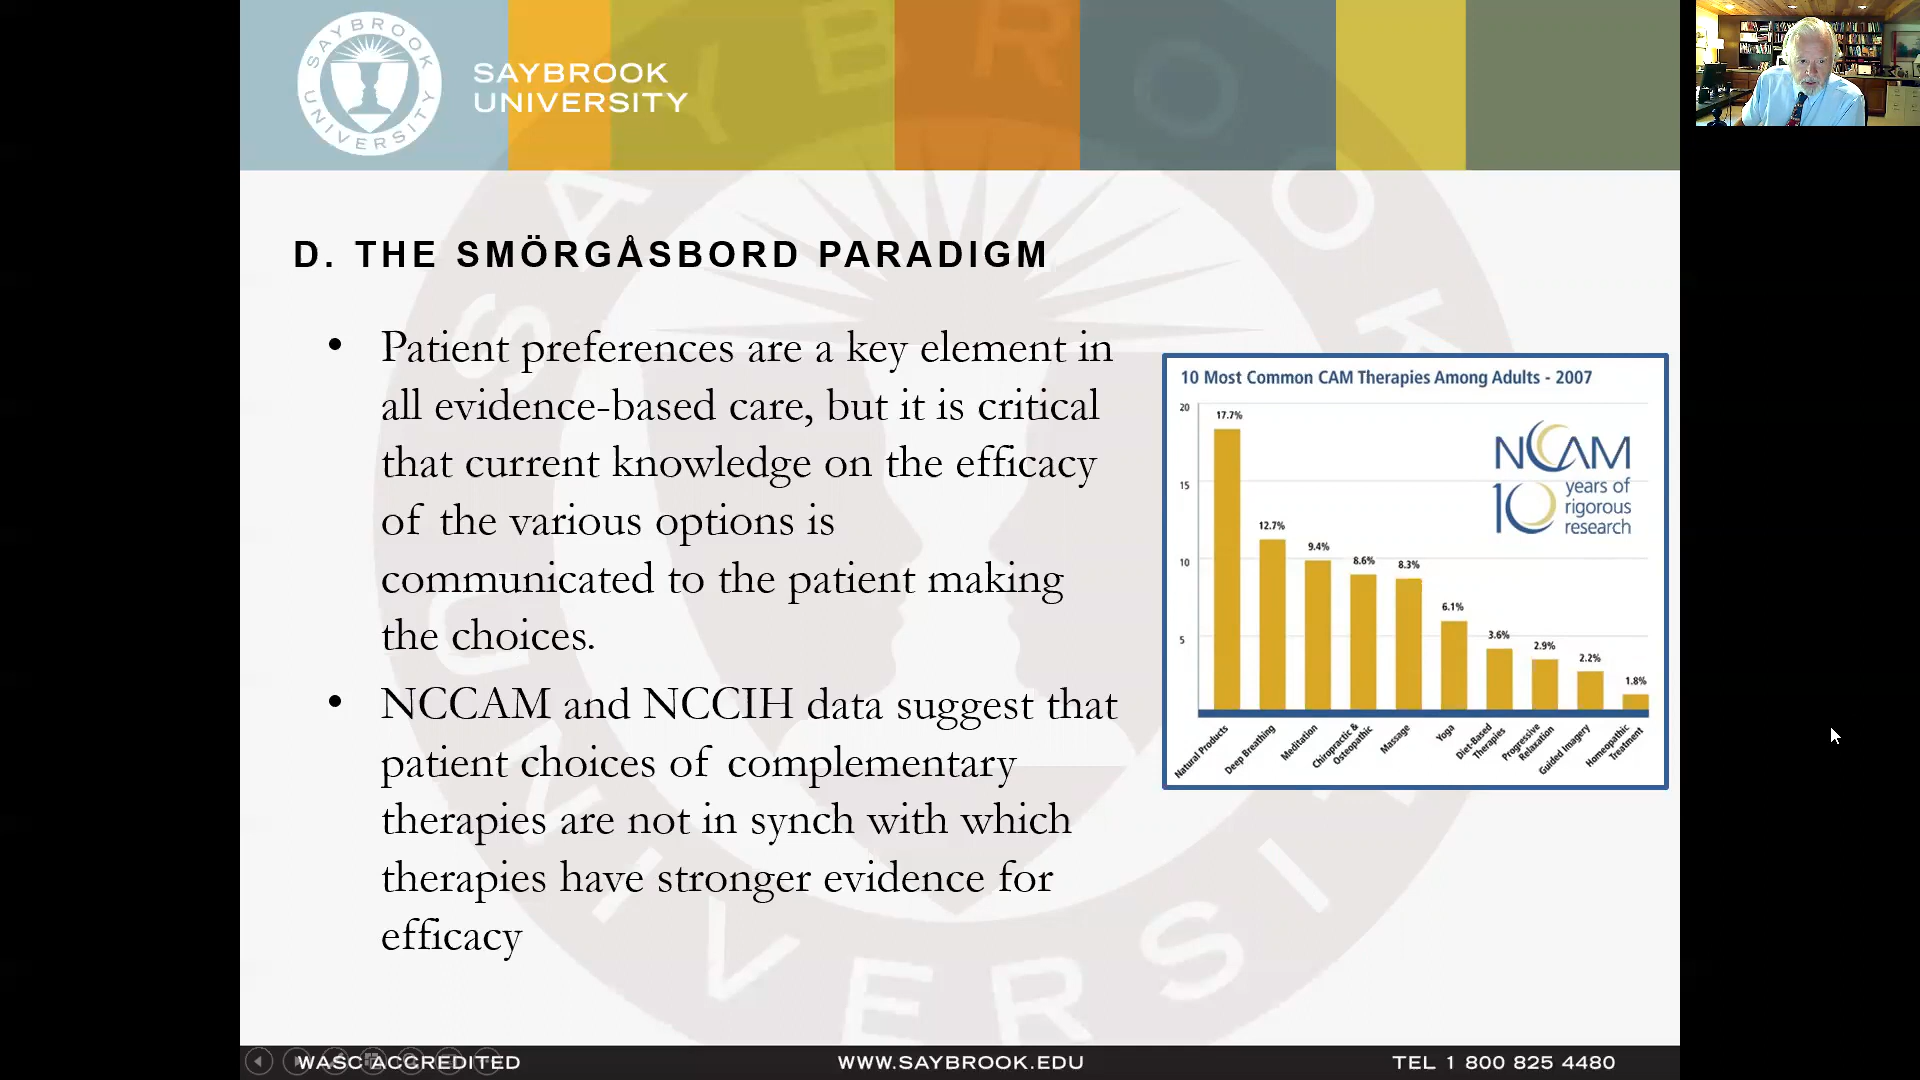 SAYBROOK UNIVERSITY
SAYBROOK
UNIVERSITY
D. THE SMÖRGÅSBORD PARADIGM
• Patient preferences are a key element in
all evidence-based care, but it is critical
that current knowledge on the efficacy
of the various options is
communicated to the patient making
the choices.
• NCCAM and NCCIH data suggest that
patient choices of complementary
therapies are not in synch with which
therapies have stronger evidence for
efficacy
10 Most Common CAM Therapies Among Adults - 2007
20
15
10
5
17.7%
12.7%
9.4%
8.6%
8.3%
6.1%
3.6%
2.9%
2.2%
1.8%
NCCAM
10 years of
rigorous
research
Natural Products
Deep Breathing
Meditation
Chiropractic &
Osteopathic
Massage
Yoga
Diet-Based
Therapies
Progressive
Relaxation
Guided Imagery
Homeopathic
Treatment
SAYBROOK UNIVERSITY
WASC ACCREDITED
WWW.SAYBROOK.EDU
TEL 1 800 825 4480